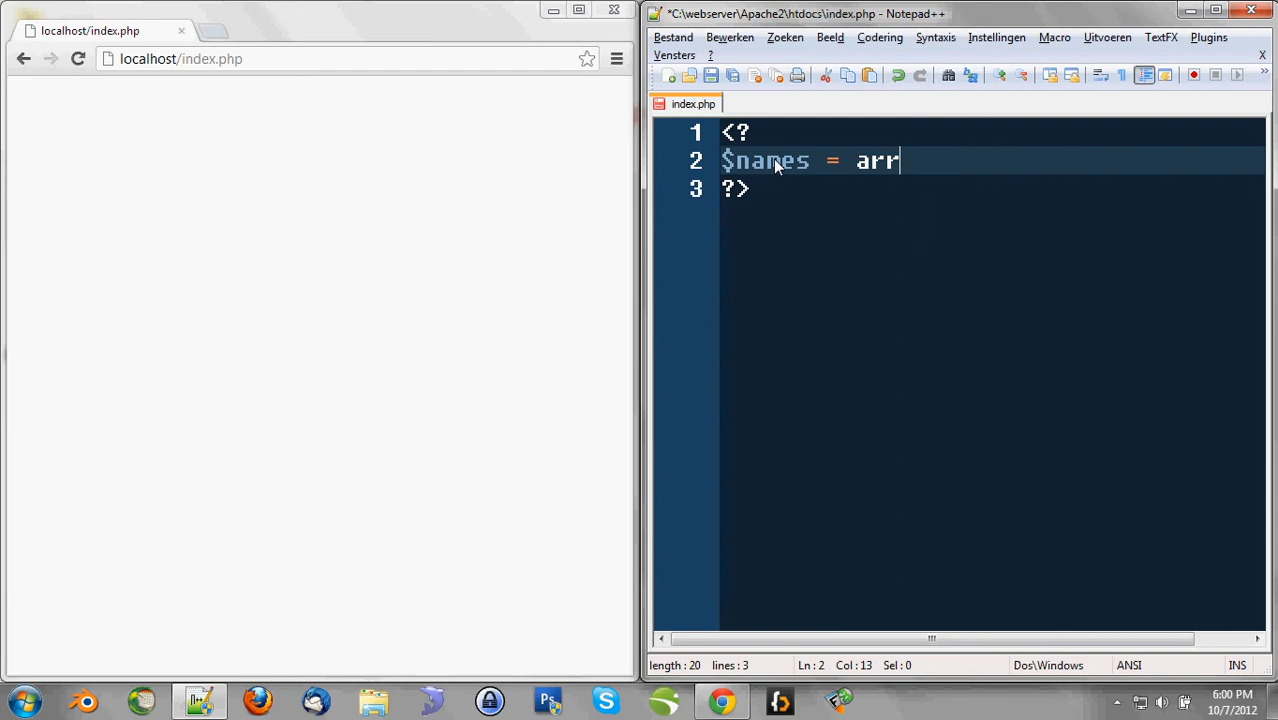 localhost/index.php
localhost/index.php
*C:\webserver\Apache2\htdocs\index.php - Notepad++
Bestand Bewerken Zoeken Beeld Codering Syntaxis Instellingen Macro Uitvoeren TextFX Plugins
Vensters ? X
index.php
1 <?
2 $names = arr
3 ?>
length : 20 lines : 3 Ln : 2 Col : 13 Sel : 0 Dos\Windows ANSI INS
6:00 PM
10/7/2012